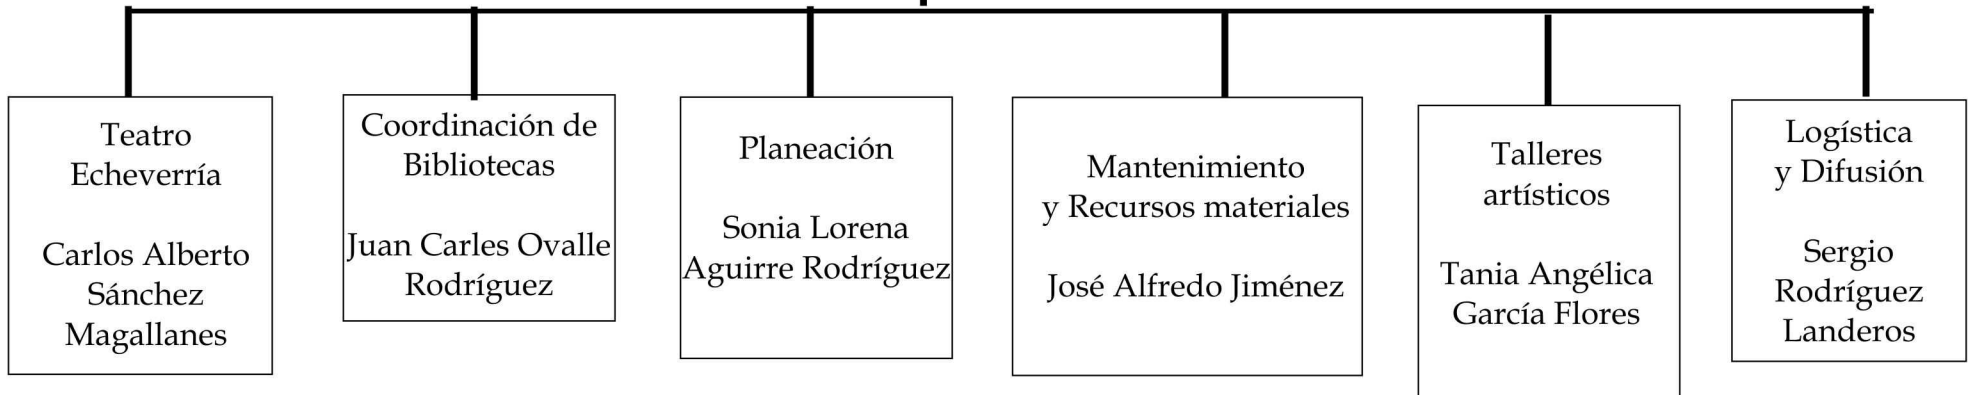 Teatro
Echeverría
Carlos Alberto
Sánchez
Magallanes
Coordinación de
Bibliotecas
Juan Carles Ovalle
Rodríguez
Planeación
Sonia Lorena
Aguirre Rodríguez
Mantenimiento
y Recursos materiales
José Alfredo Jiménez
Talleres
artísticos
Tania Angélica
García Flores
Logística
y Difusión
Sergio
Rodríguez
Landeros